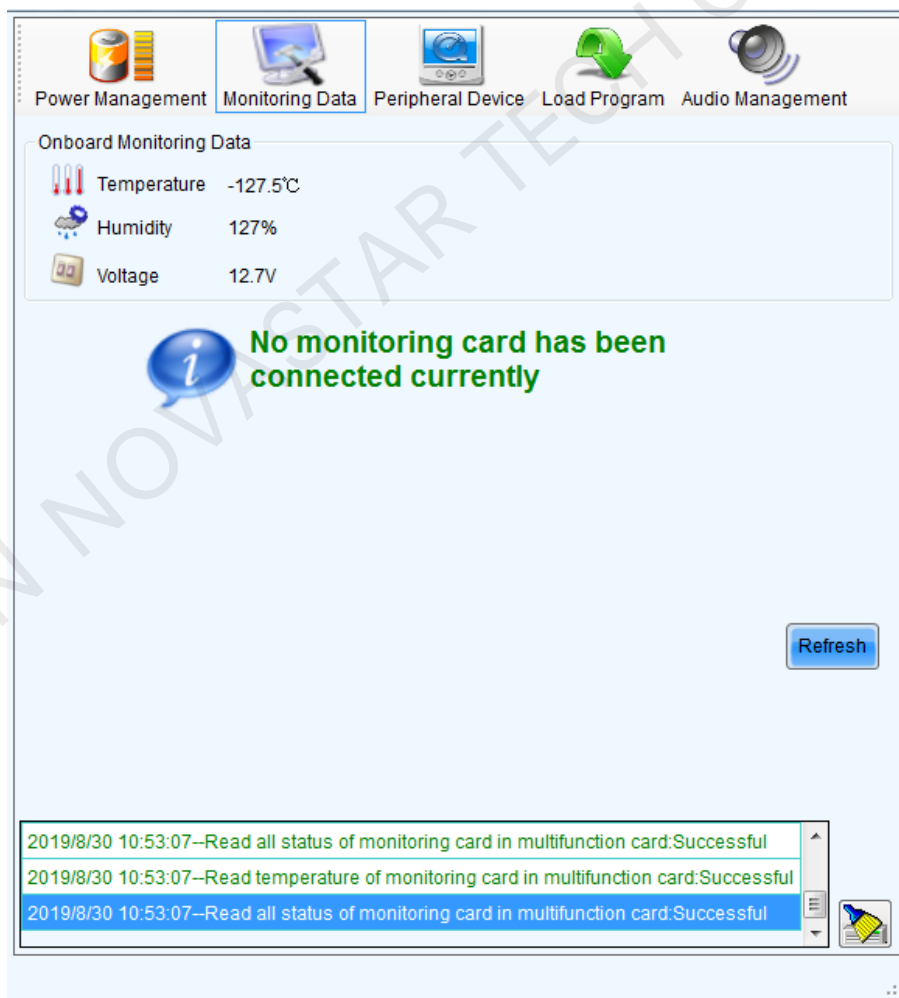 Power Management Monitoring Data Peripheral Device Load Program Audio Management
Onboard Monitoring Data
Temperature -127.5℃
Humidity 127%
Voltage 12.7V
No monitoring card has been
connected currently
Refresh
2019/8/30 10:53:07--Read all status of monitoring card in multifunction card:Successful
2019/8/30 10:53:07--Read temperature of monitoring card in multifunction card:Successful
2019/8/30 10:53:07--Read all status of monitoring card in multifunction card:Successful
NOVASTAR TECH